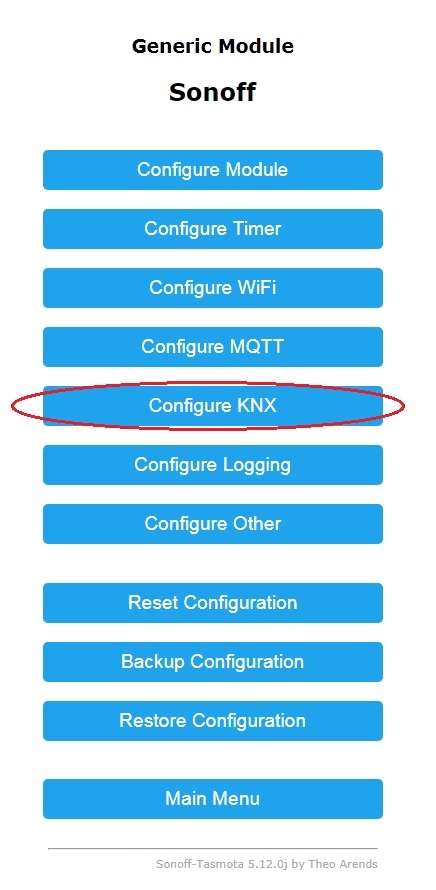 Generic Module
Sonoff
Configure Module
Configure Timer
Configure WiFi
Configure MQTT
Configure KNX
Configure Logging
Configure Other
Reset Configuration
Backup Configuration
Restore Configuration
Main Menu
Sonoff-Tasmota 5.12.0j by Theo Arends